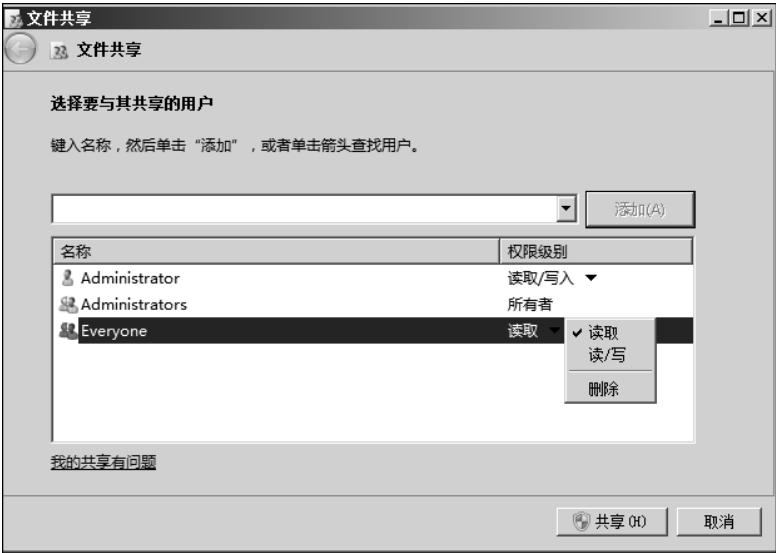 文件共享
文件共享
选择要与其共享的用户
键入名称，然后单击“添加”，或者单击箭头查找用户。
添加(A)
名称 权限级别
Administrator 读取/写入
Administrators 所有者
Everyone 读取
读取
读/写
删除
我的共享有问题
共享(H) 取消